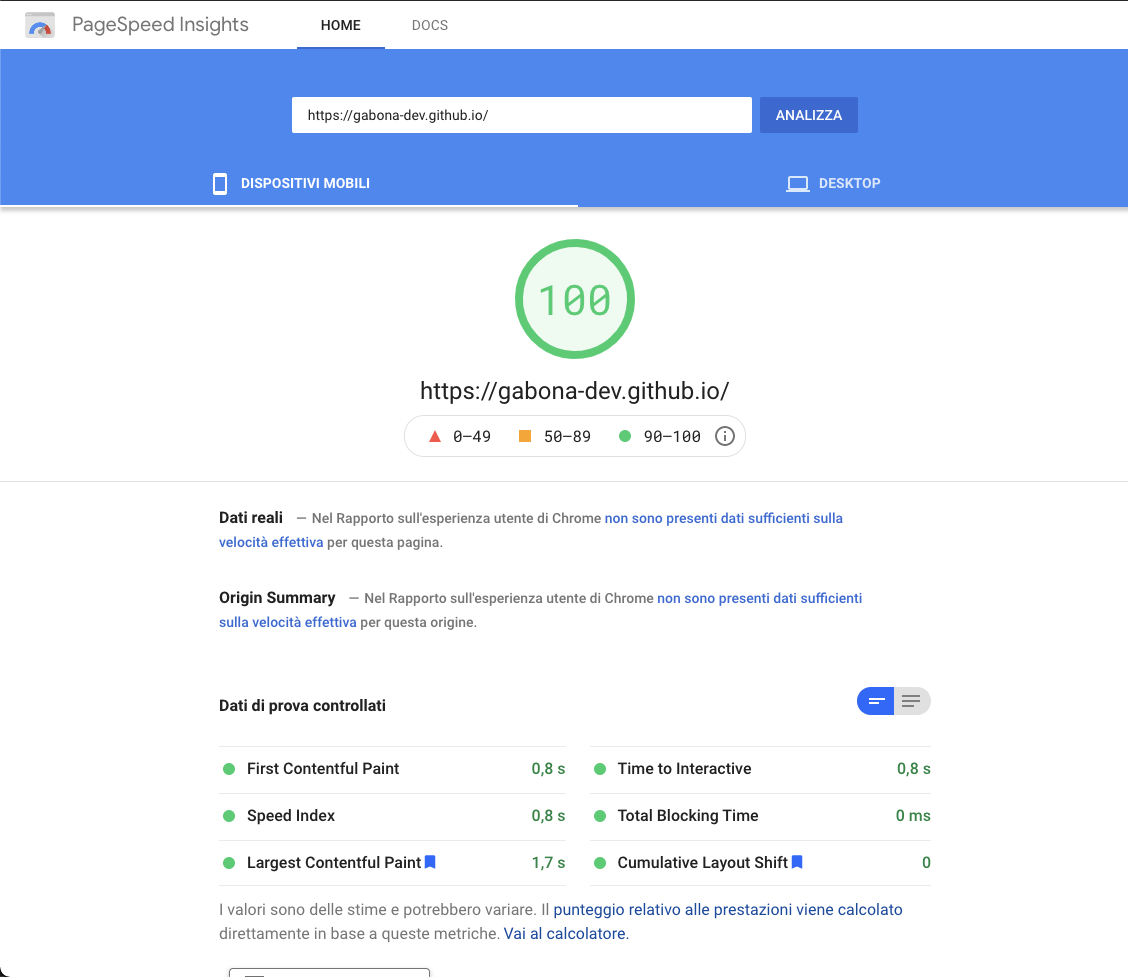 PageSpeed Insights HOME DOCS
https://gabona-dev.github.io/ ANALIZZA
DISPOSITIVI MOBILI DESKTOP
100
https://gabona-dev.github.io/
0–49 50–89 90–100
Dati reali — Nel Rapporto sull'esperienza utente di Chrome non sono presenti dati sufficienti sulla
velocità effettiva per questa pagina.
Origin Summary — Nel Rapporto sull'esperienza utente di Chrome non sono presenti dati sufficienti
sulla velocità effettiva per questa origine.
Dati di prova controllati
First Contentful Paint 0,8 s
Time to Interactive 0,8 s
Speed Index 0,8 s
Total Blocking Time 0 ms
Largest Contentful Paint 1,7 s
Cumulative Layout Shift 0
I valori sono delle stime e potrebbero variare. Il punteggio relativo alle prestazioni viene calcolato
direttamente in base a queste metriche. Vai al calcolatore.